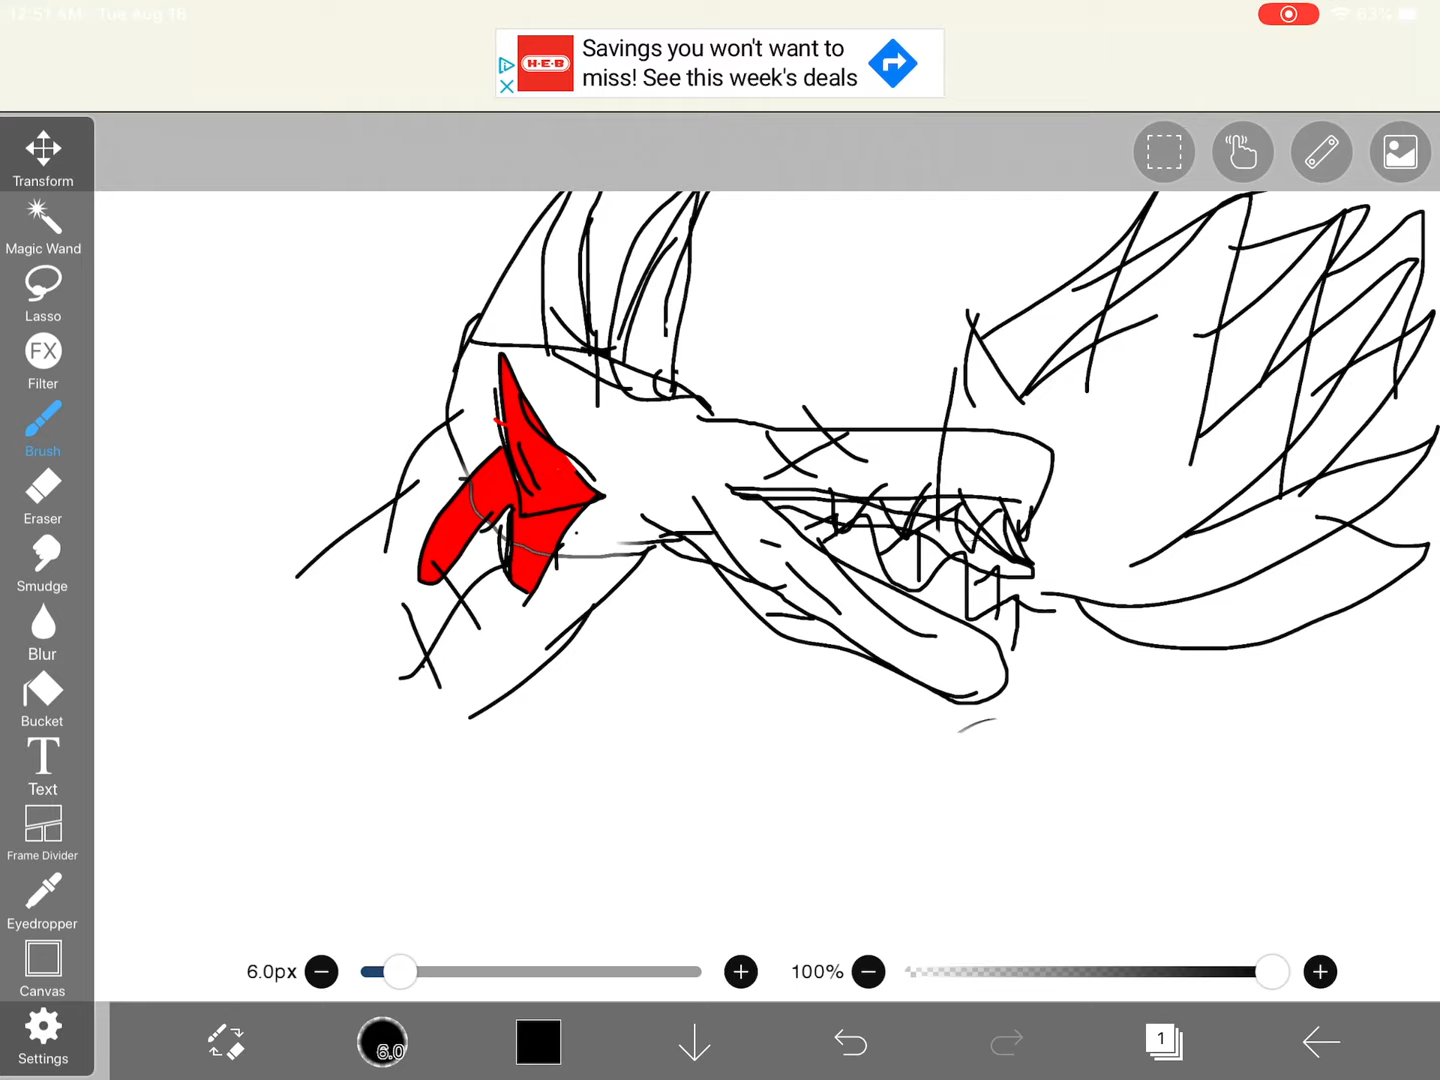 12:51 AM Tue Aug 18
63%
H-E-B
Savings you won't want to
miss! See this week's deals
Transform
Magic Wand
Lasso
FX
Filter
Brush
Eraser
Smudge
Blur
Bucket
T
Text
Frame Divider
Eyedropper
Canvas
Settings
6.0px
100%
6.0
1